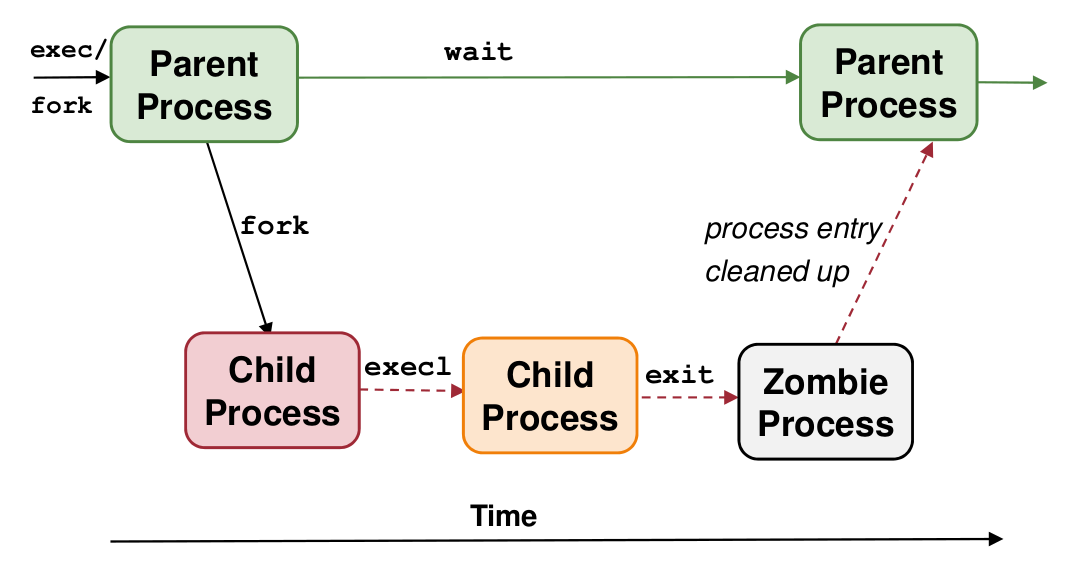 exec/
fork
Parent
Process
wait
Parent
Process
fork
process entry
cleaned up
Child
Process
execl
Child
Process
exit
Zombie
Process
Time